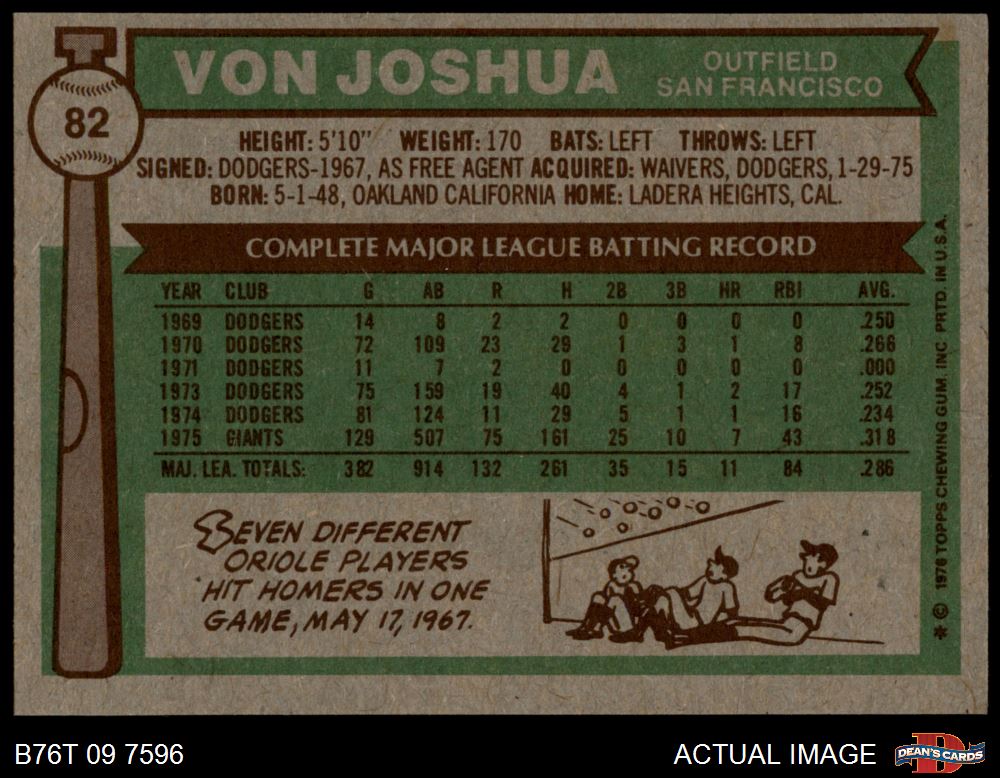 82
VON JOSHUA
OUTFIELD
SAN FRANCISCO
HEIGHT: 5'10" WEIGHT: 170 BATS: LEFT THROWS: LEFT
SIGNED: DODGERS-1967, AS FREE AGENT ACQUIRED: WAIVERS, DODGERS, 1-29-75
BORN: 5-1-48, OAKLAND CALIFORNIA HOME: LADERA HEIGHTS, CAL.
COMPLETE MAJOR LEAGUE BATTING RECORD
YEAR CLUB G AB R H 2B 3B HR RBI AVG.
1969 DODGERS 14 8 2 2 0 0 0 0 .250
1970 DODGERS 72 109 23 29 1 3 1 8 .266
1971 DODGERS 11 7 2 0 0 0 0 0 .000
1973 DODGERS 75 159 19 40 4 1 2 17 .252
1974 DODGERS 81 124 11 29 5 1 1 16 .234
1975 GIANTS 129 507 75 161 25 10 7 43 .318
MAJ. LEA. TOTALS: 382 914 132 261 35 15 11 84 .286
SEVEN DIFFERENT
ORIOLE PLAYERS
HIT HOMERS IN ONE
GAME, MAY 17, 1967.
* © 1976 TOPPS CHEWING GUM, INC PRTD. IN U.S.A.
B76T 09 7596
ACTUAL IMAGE
DEAN'S CARDS